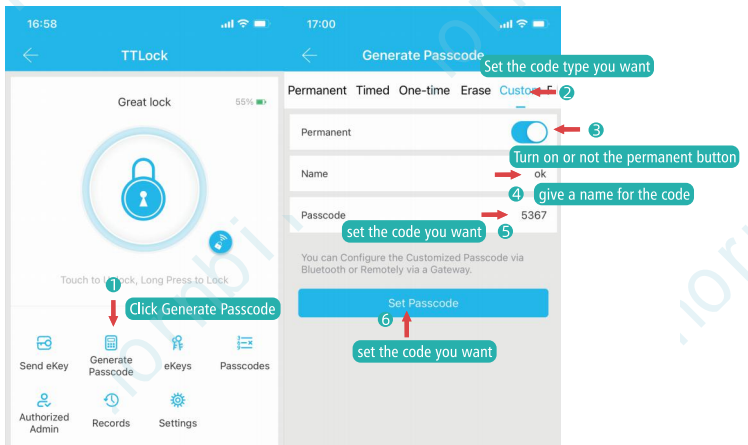 16:58
TTLock
Great lock
55%
Touch to Unlock, Long Press to Lock
1
Click Generate Passcode
Send eKey
Generate
Passcode
eKeys
Passcodes
Authorized
Admin
Records
Settings
17:00
Generate Passcode
Set the code type you want
Permanent Timed One-time Erase Custom
2
Permanent
3
Turn on or not the permanent button
Name
ok
4
give a name for the code
Passcode
5367
set the code you want
5
You can Configure the Customized Passcode via
Bluetooth or Remotely via a Gateway.
Set Passcode
6
set the code you want